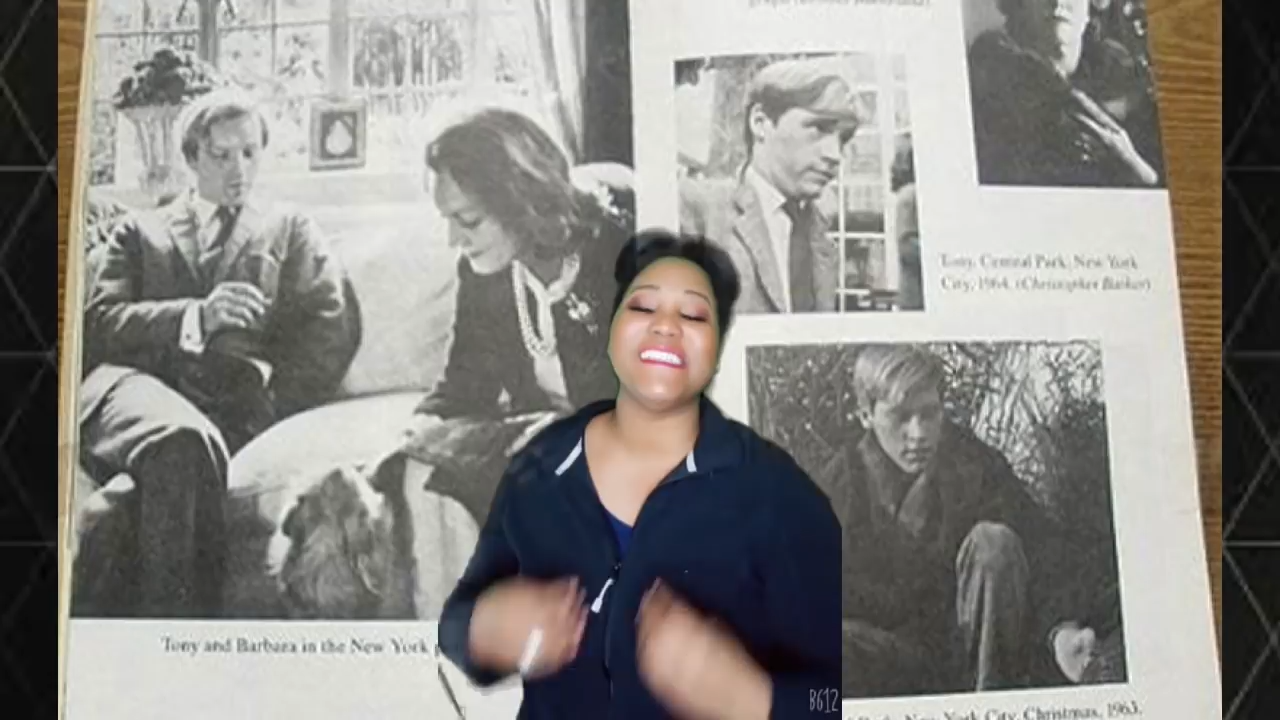 Tony. Central Park. New York
City, 1964. (Christopher Barker)
Tony and Barbara in the New York
New York City, Christmas, 1963.
B612